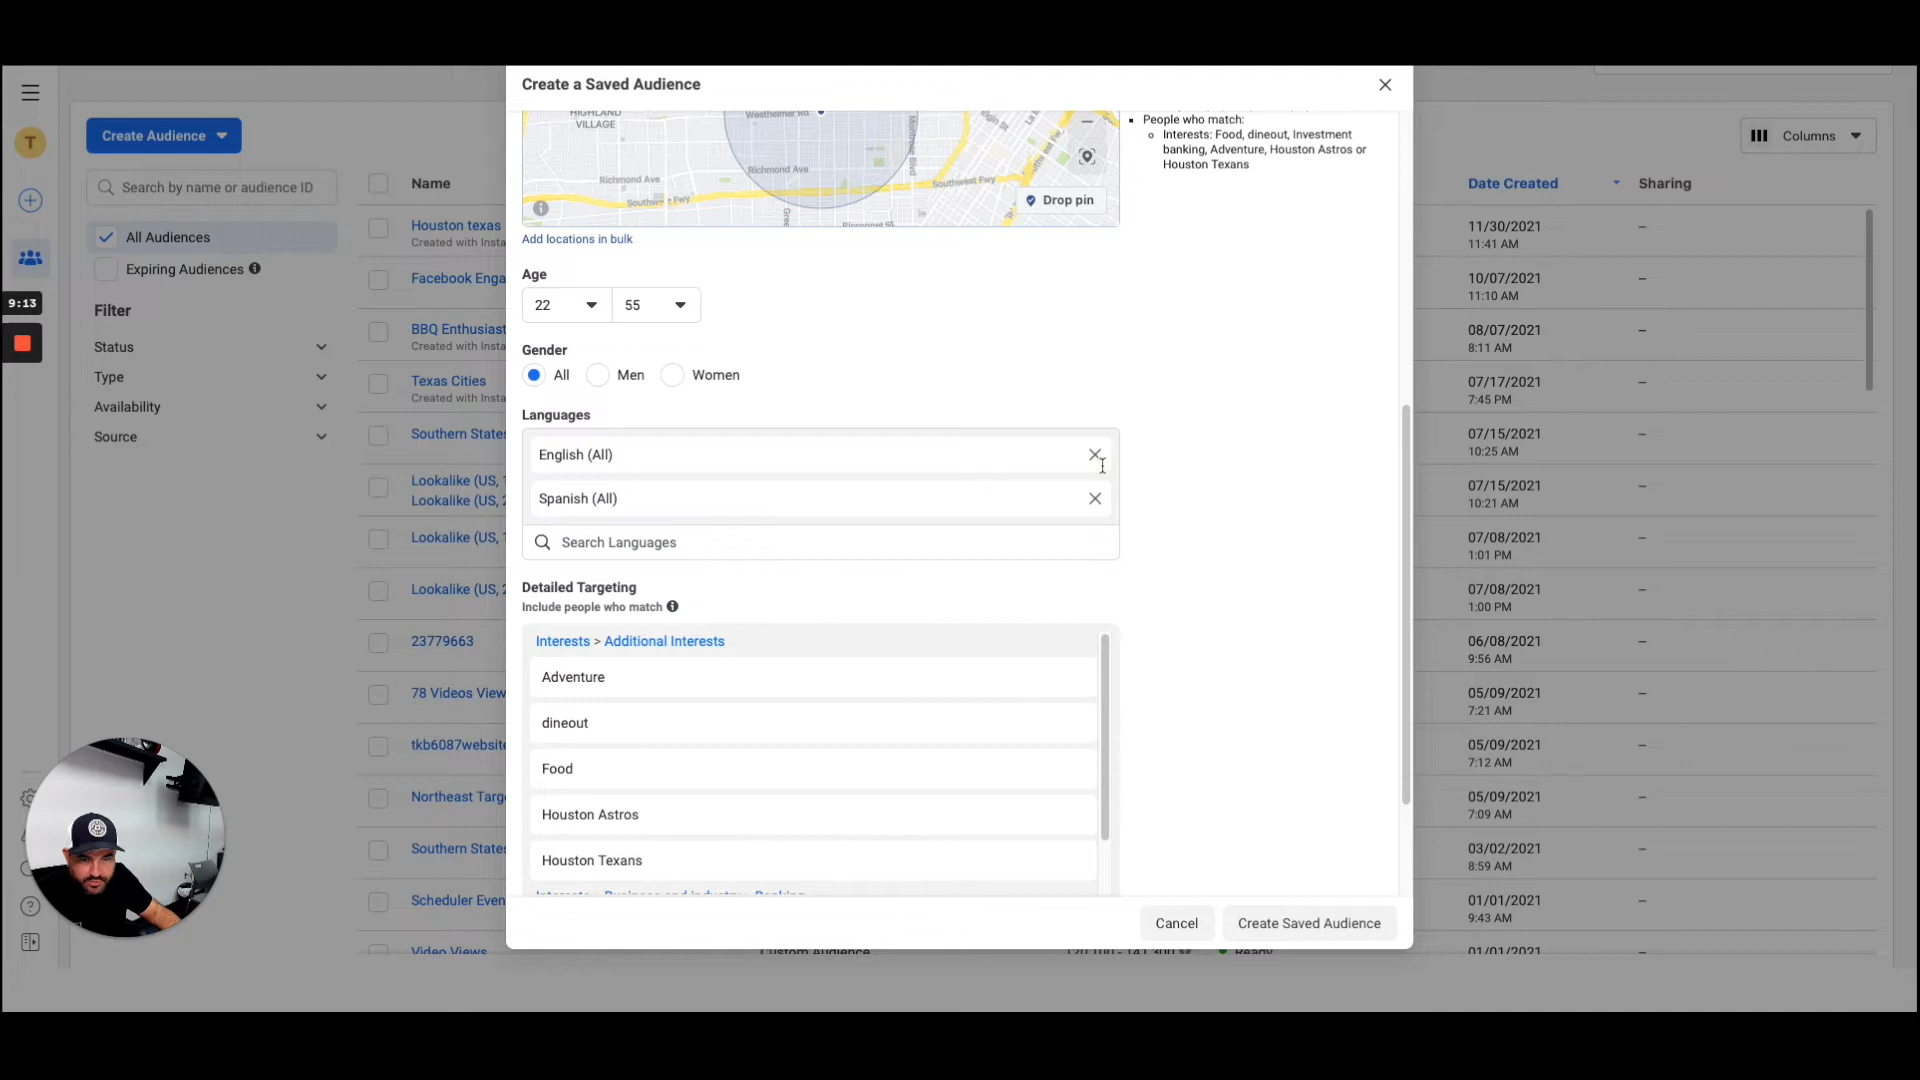 Create a Saved Audience
HIGHLAND
VILLAGE
Westheimer Rd
Richmond Ave
Richmond Ave
Montrose Blvd
Elgin St
Southwest Fwy
Drop pin
Add locations in bulk
People who match:
Interests: Food, dineout, Investment
banking, Adventure, Houston Astros or
Houston Texans
Age
22
55
Gender
All
Men
Women
Languages
English (All)
Spanish (All)
Search Languages
Detailed Targeting
Include people who match
Interests > Additional Interests
Adventure
dineout
Food
Houston Astros
Houston Texans
Interests > Business and industry > Banking
Cancel
Create Saved Audience
T
9:13
Create Audience
Search by name or audience ID
All Audiences
Expiring Audiences
Filter
Status
Type
Availability
Source
Name
Houston texas
Created with Insta
Facebook Enga
BBQ Enthusiast
Created with Insta
Texas Cities
Created with Insta
Southern States
Lookalike (US, 1
Lookalike (US, 2
Lookalike (US, 1
Lookalike (US, 2
23779663
78 Videos View
tkb6087website
Northeast Targ
Southern States
Scheduler Even
Video Views
Custom Audience
120,100 - 141,300
Ready
Columns
Date Created
Sharing
11/30/2021
11:41 AM
–
10/07/2021
11:10 AM
–
08/07/2021
8:11 AM
–
07/17/2021
7:45 PM
–
07/15/2021
10:25 AM
–
07/15/2021
10:21 AM
–
07/08/2021
1:01 PM
–
07/08/2021
1:00 PM
–
06/08/2021
9:56 AM
–
05/09/2021
7:21 AM
–
05/09/2021
7:12 AM
–
05/09/2021
7:09 AM
–
03/02/2021
8:59 AM
–
01/01/2021
9:43 AM
–
01/01/2021
–